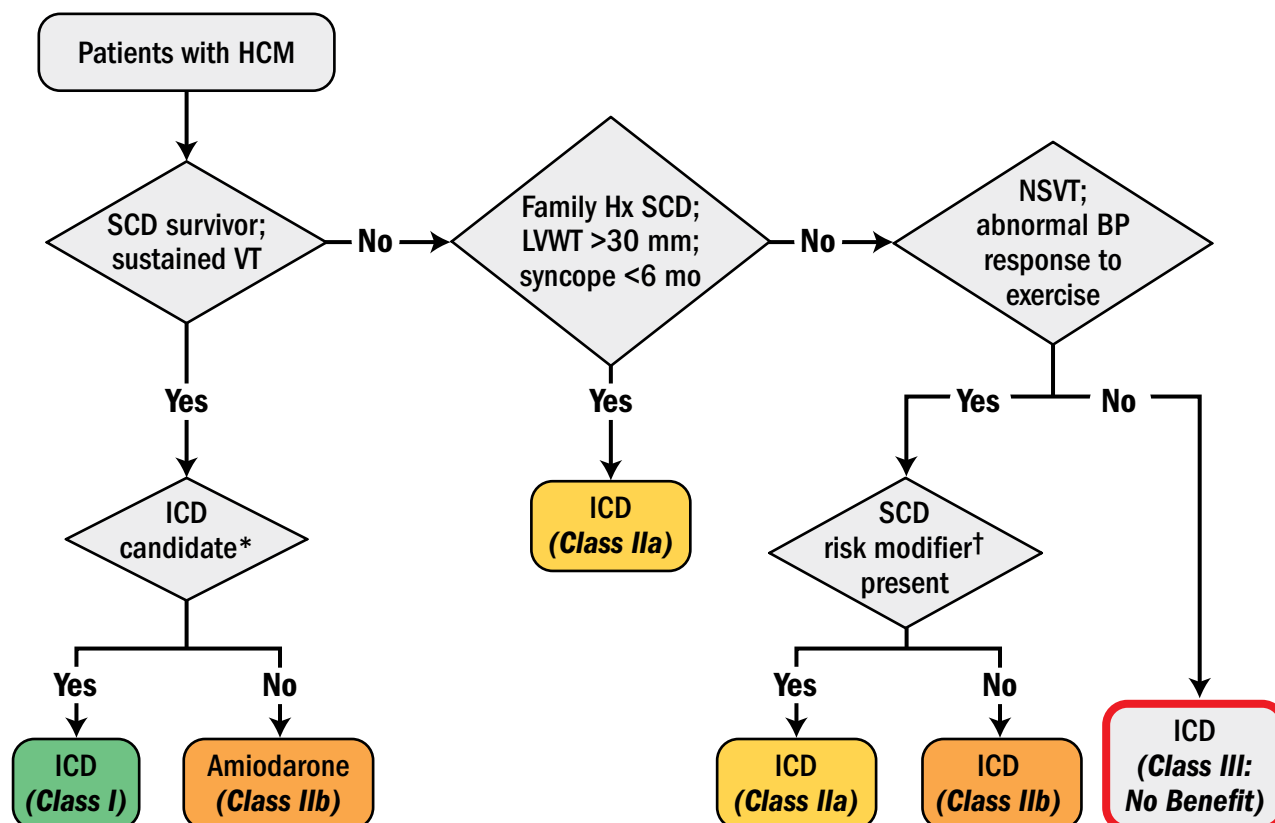 Patients with HCM
SCD survivor;
sustained VT
No
Family Hx SCD;
LVWT >30 mm;
syncope <6 mo
No
NSVT;
abnormal BP
response to
exercise
Yes
Yes
Yes
No
ICD
candidate*
ICD
(Class IIa)
SCD
risk modifier†
present
Yes
No
Yes
No
ICD
(Class I)
Amiodarone
(Class IIb)
ICD
(Class IIa)
ICD
(Class IIb)
ICD
(Class III:
No Benefit)